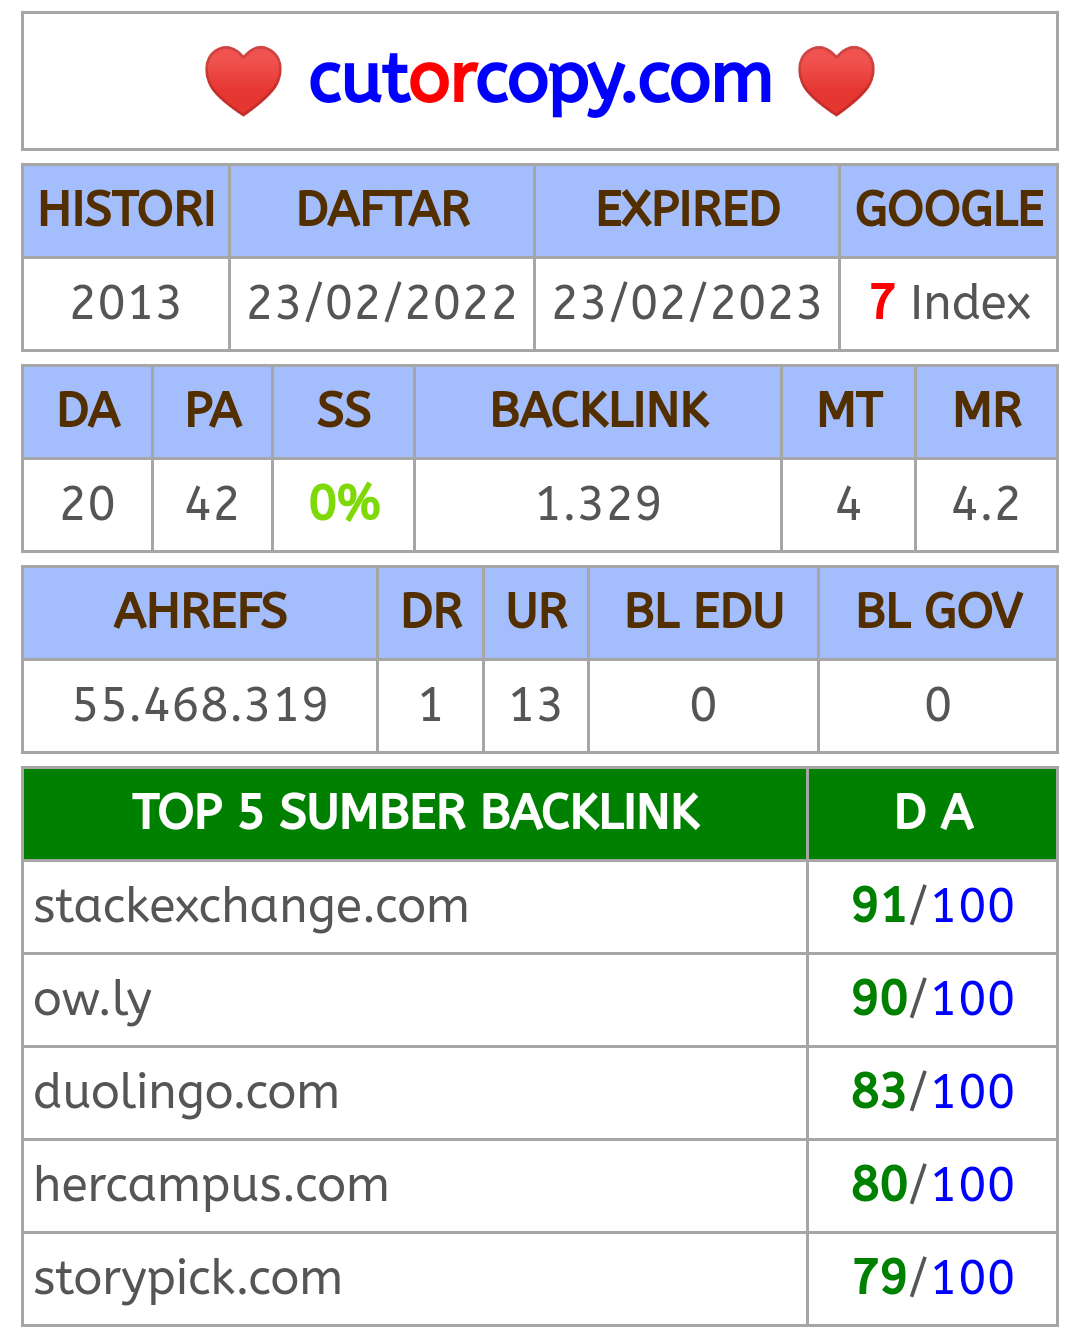 cutorcopy.com
HISTORI DAFTAR EXPIRED GOOGLE
2013 23/02/2022 23/02/2023 7 Index
DA PA SS BACKLINK MT MR
20 42 0% 1.329 4 4.2
AHREFS DR UR BL EDU BL GOV
55.468.319 1 13 0 0
TOP 5 SUMBER BACKLINK D A
stackexchange.com 91/100
ow.ly 90/100
duolingo.com 83/100
hercampus.com 80/100
storypick.com 79/100